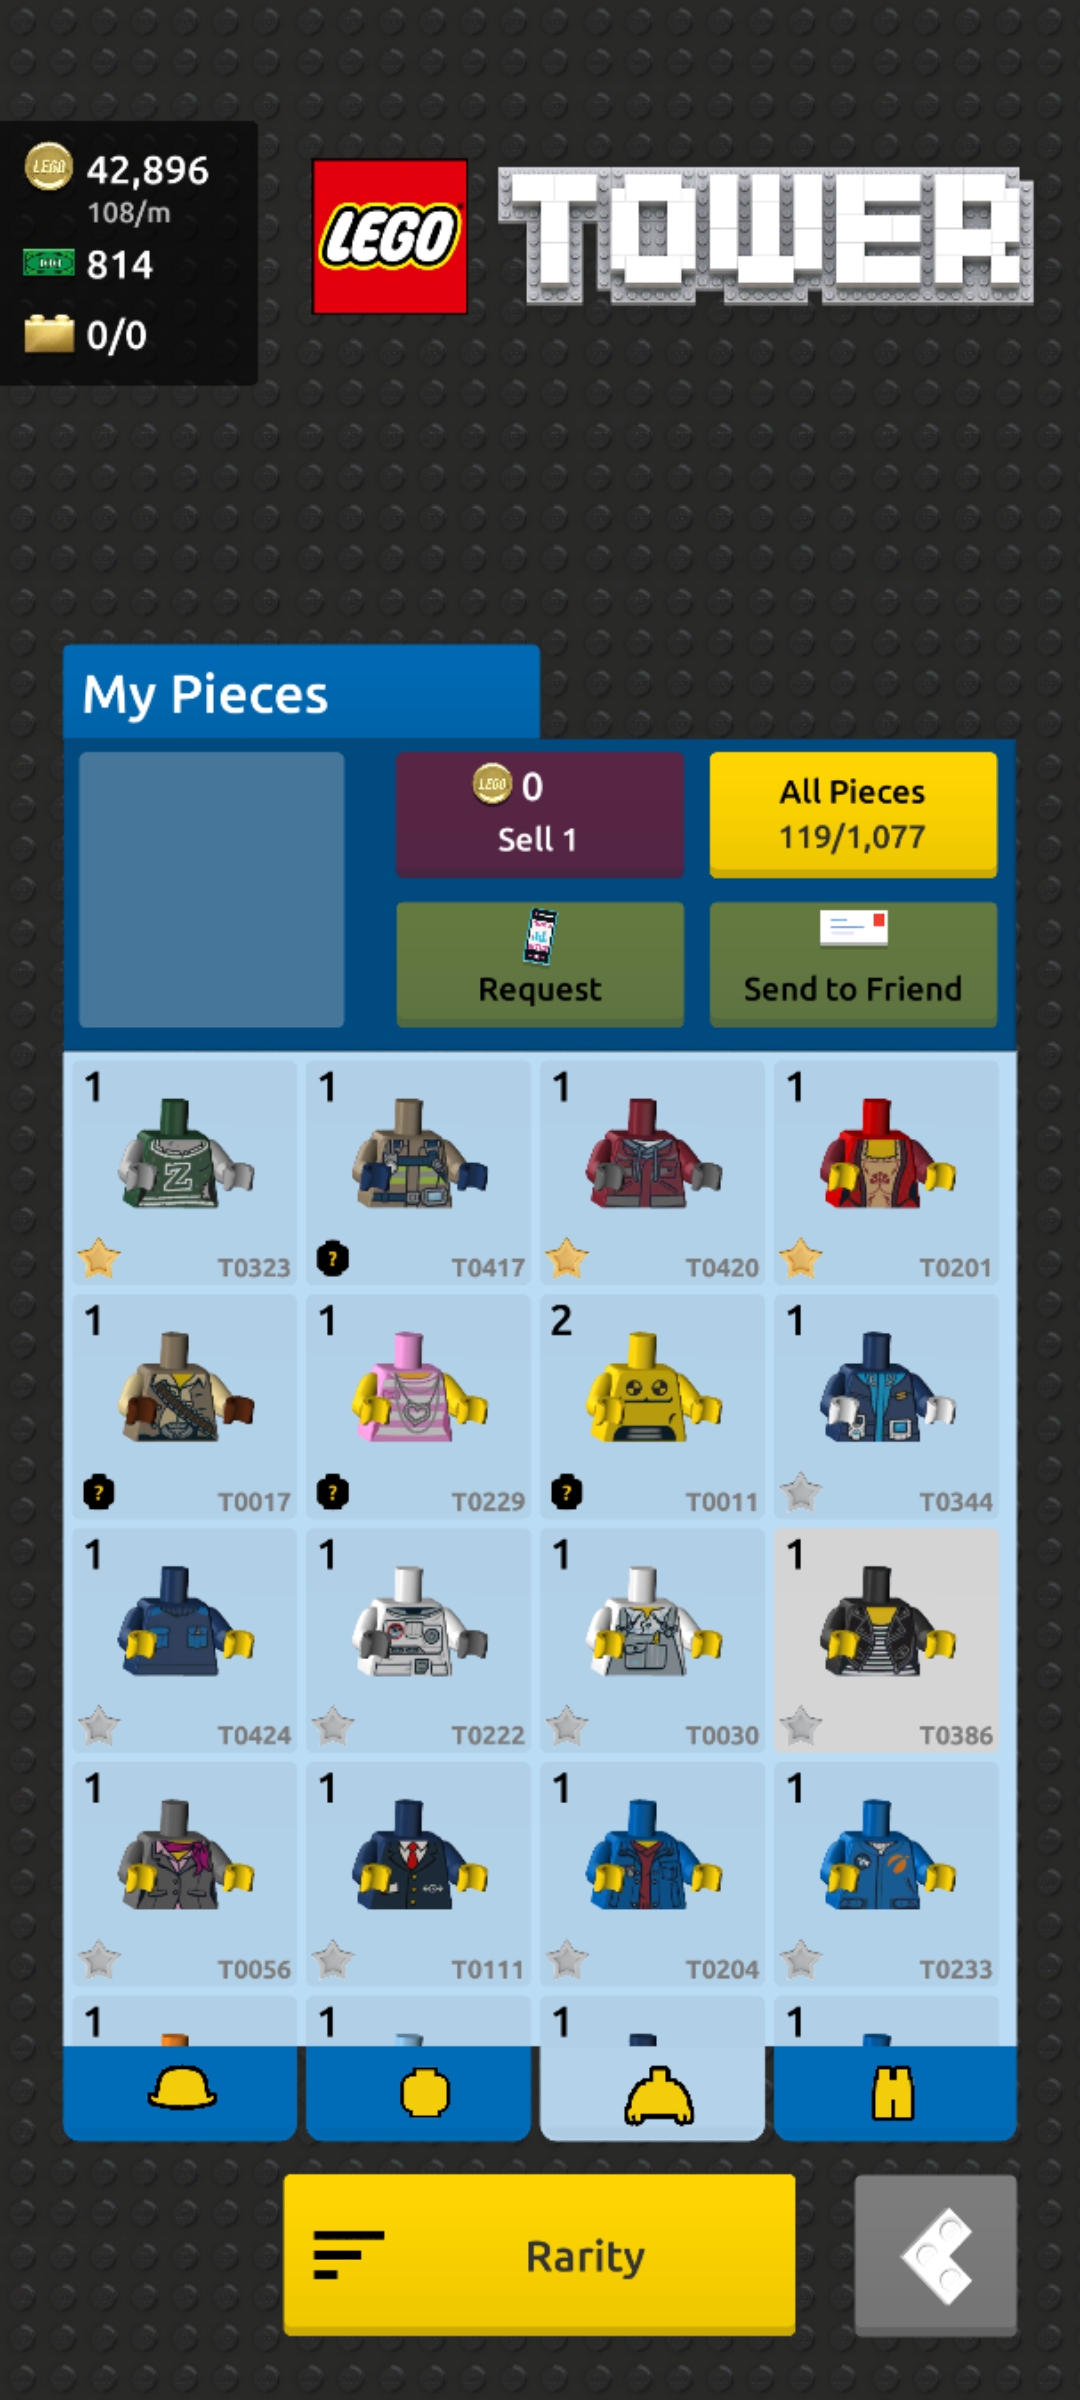 LEGO
42,896
108/m
814
0/0
LEGO
TOWER
My Pieces
LEGO
0
Sell 1
All Pieces
119/1,077
Request
Send to Friend
1
1
1
1
Z
T0323
?
T0417
T0420
T0201
1
1
2
1
?
T0017
?
T0229
?
T0011
T0344
1
1
1
1
T0424
T0222
T0030
T0386
1
1
1
1
T0056
T0111
T0204
T0233
1
1
1
1
Rarity